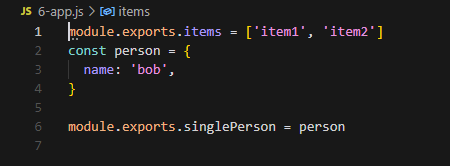 JS 6-app.js > items
1 module.exports.items = ['item1', 'item2']
2 const person = {
3   name: 'bob',
4 }
5
6 module.exports.singlePerson = person
7